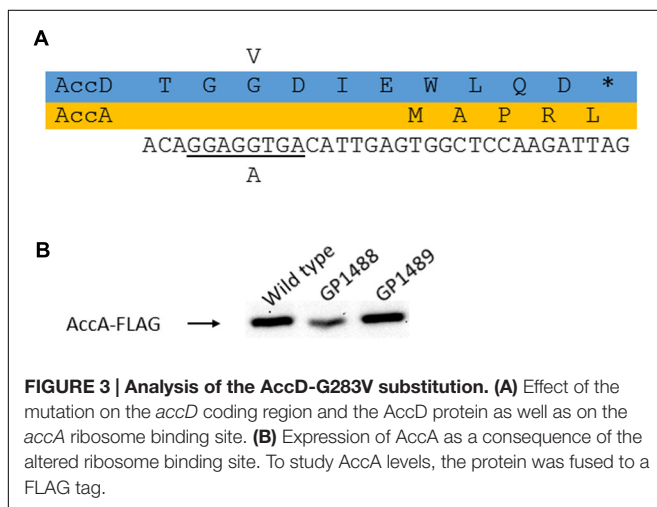 A
V
AccD T G G D I E W L Q D *
AccA M A P R L
ACAGGAGGTGACATTGAGTGGCTCCAAGATTAG
A
B
Wild type GP1488 GP1489
AccA-FLAG
FIGURE 3 | Analysis of the AccD-G283V substitution. (A) Effect of the
mutation on the accD coding region and the AccD protein as well as on the
accA ribosome binding site. (B) Expression of AccA as a consequence of the
altered ribosome binding site. To study AccA levels, the protein was fused to a
FLAG tag.